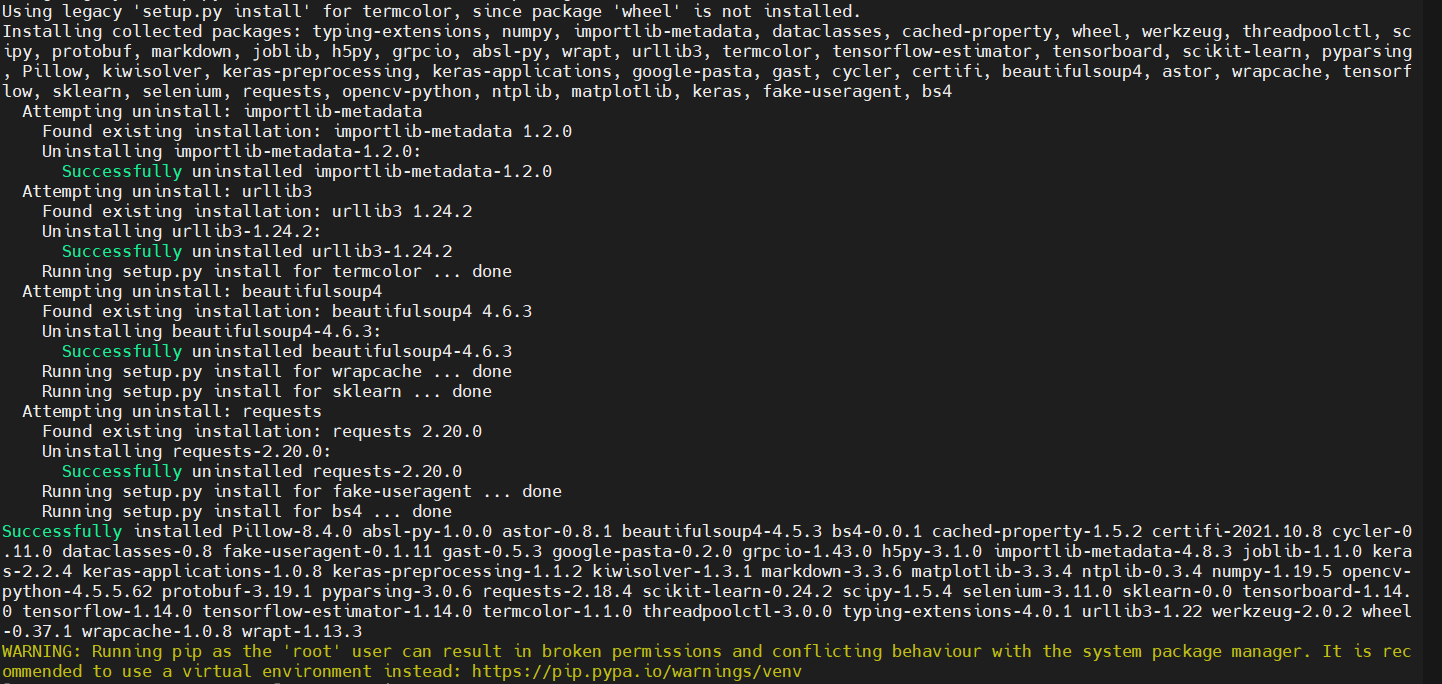 Using legacy 'setup.py install' for termcolor, since package 'wheel' is not installed.
Installing collected packages: typing-extensions, numpy, importlib-metadata, dataclasses, cached-property, wheel, werkzeug, threadpoolctl, sc
ipy, protobuf, markdown, joblib, h5py, grpcio, absl-py, wrapt, urllib3, termcolor, tensorflow-estimator, tensorboard, scikit-learn, pyparsing
, Pillow, kiwisolver, keras-preprocessing, keras-applications, google-pasta, gast, cycler, certifi, beautifulsoup4, astor, wrapcache, tensorf
low, sklearn, selenium, requests, opencv-python, ntplib, matplotlib, keras, fake-useragent, bs4
  Attempting uninstall: importlib-metadata
    Found existing installation: importlib-metadata 1.2.0
    Uninstalling importlib-metadata-1.2.0:
      Successfully uninstalled importlib-metadata-1.2.0
  Attempting uninstall: urllib3
    Found existing installation: urllib3 1.24.2
    Uninstalling urllib3-1.24.2:
      Successfully uninstalled urllib3-1.24.2
    Running setup.py install for termcolor ... done
  Attempting uninstall: beautifulsoup4
    Found existing installation: beautifulsoup4 4.6.3
    Uninstalling beautifulsoup4-4.6.3:
      Successfully uninstalled beautifulsoup4-4.6.3
    Running setup.py install for wrapcache ... done
    Running setup.py install for sklearn ... done
  Attempting uninstall: requests
    Found existing installation: requests 2.20.0
    Uninstalling requests-2.20.0:
      Successfully uninstalled requests-2.20.0
    Running setup.py install for fake-useragent ... done
    Running setup.py install for bs4 ... done
Successfully installed Pillow-8.4.0 absl-py-1.0.0 astor-0.8.1 beautifulsoup4-4.5.3 bs4-0.0.1 cached-property-1.5.2 certifi-2021.10.8 cycler-0
.11.0 dataclasses-0.8 fake-useragent-0.1.11 gast-0.5.3 google-pasta-0.2.0 grpcio-1.43.0 h5py-3.1.0 importlib-metadata-4.8.3 joblib-1.1.0 kera
s-2.2.4 keras-applications-1.0.8 keras-preprocessing-1.1.2 kiwisolver-1.3.1 markdown-3.3.6 matplotlib-3.3.4 ntplib-0.3.4 numpy-1.19.5 opencv-
python-4.5.5.62 protobuf-3.19.1 pyparsing-3.0.6 requests-2.18.4 scikit-learn-0.24.2 scipy-1.5.4 selenium-3.11.0 sklearn-0.0 tensorboard-1.14.
0 tensorflow-1.14.0 tensorflow-estimator-1.14.0 termcolor-1.1.0 threadpoolctl-3.0.0 typing-extensions-4.0.1 urllib3-1.22 werkzeug-2.0.2 wheel
-0.37.1 wrapcache-1.0.8 wrapt-1.13.3
WARNING: Running pip as the 'root' user can result in broken permissions and conflicting behaviour with the system package manager. It is rec
ommended to use a virtual environment instead: https://pip.pypa.io/warnings/venv